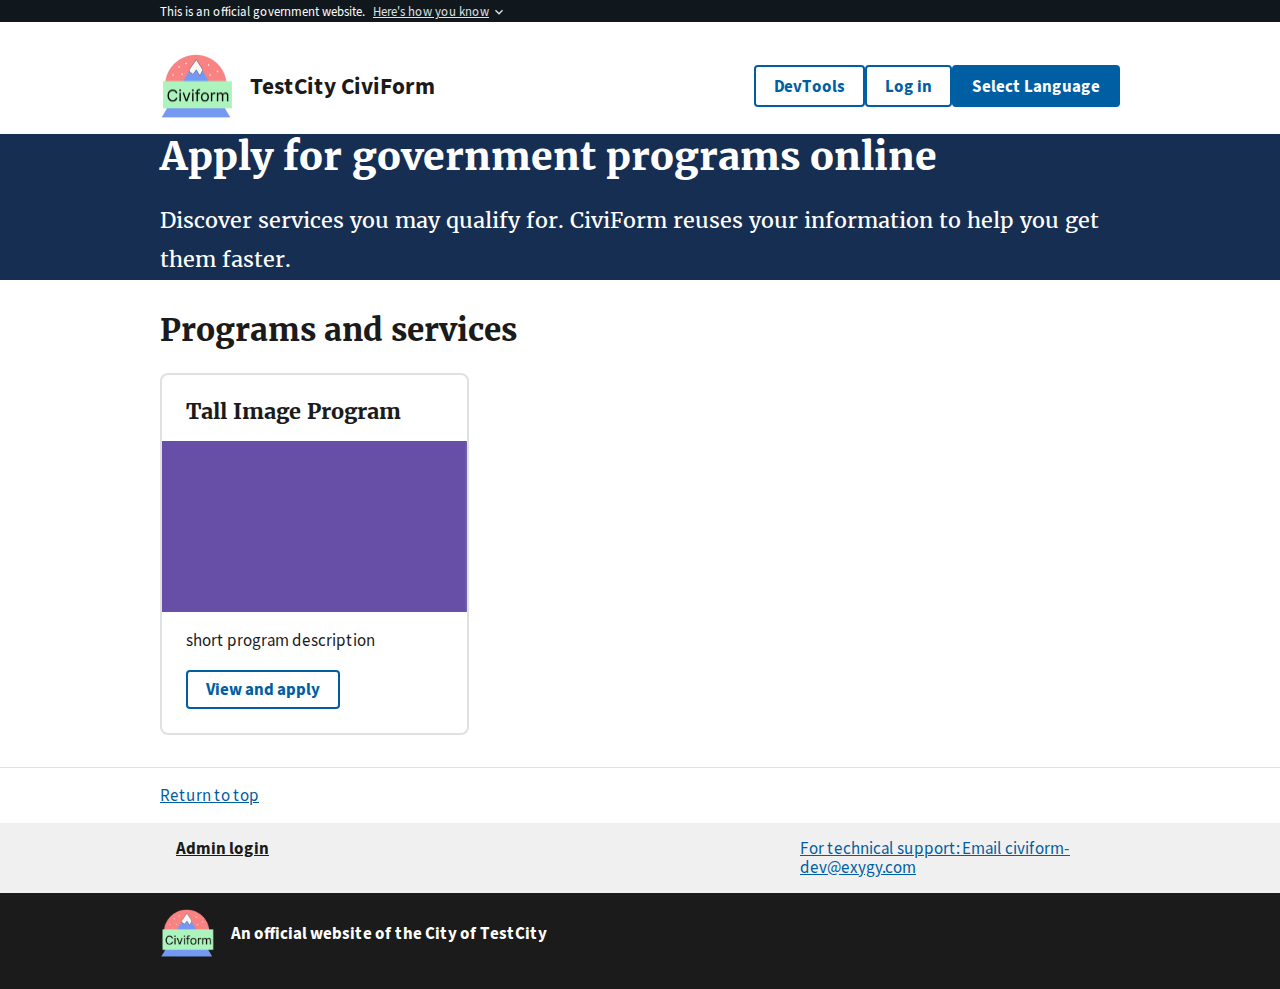 This is an official government website. Here's how you know
Civiform
TestCity CiviForm
DevTools
Log in
Select Language
Apply for government programs online
Discover services you may qualify for. CiviForm reuses your information to help you get
them faster.
Programs and services
Tall Image Program
short program description
View and apply
Return to top
Admin login
For technical support: Email civiform-
dev@exygy.com
Civiform
An official website of the City of TestCity